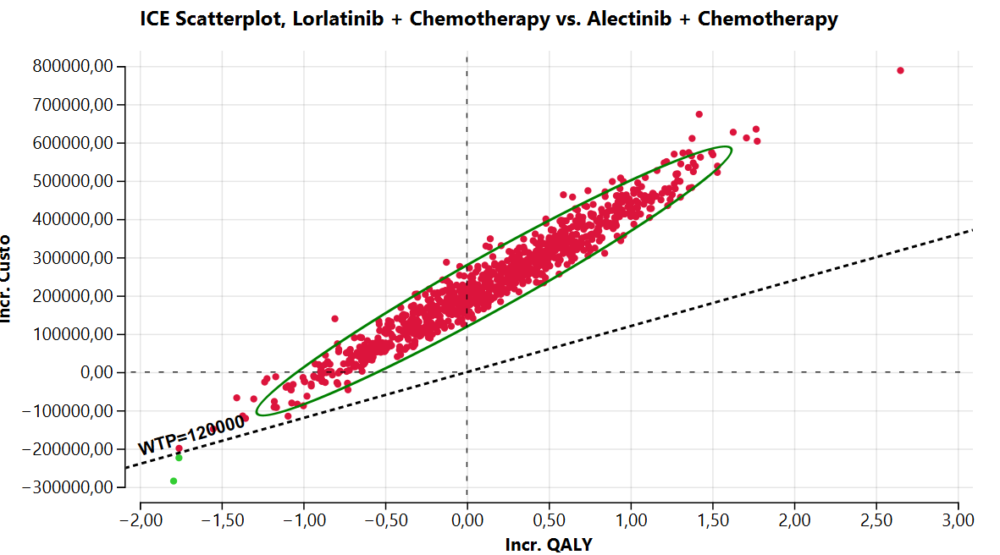 ICE Scatterplot, Lorlatinib + Chemotherapy vs. Alectinib + Chemotherapy
800000,00
700000,00
600000,00
500000,00
400000,00
300000,00
200000,00
100000,00
0,00
−100000,00
−200000,00
−300000,00
Incr. Custo
WTP=120000
−2,00 −1,50 −1,00 −0,50 0,00 0,50 1,00 1,50 2,00 2,50 3,00
Incr. QALY